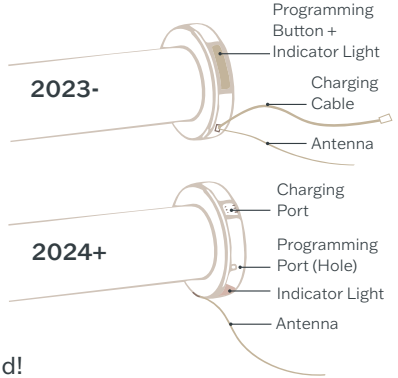 Programming
Button +
Indicator Light
2023-
Charging
Cable
Antenna
Charging
Port
2024+
Programming
Port (Hole)
Indicator Light
Antenna
d!